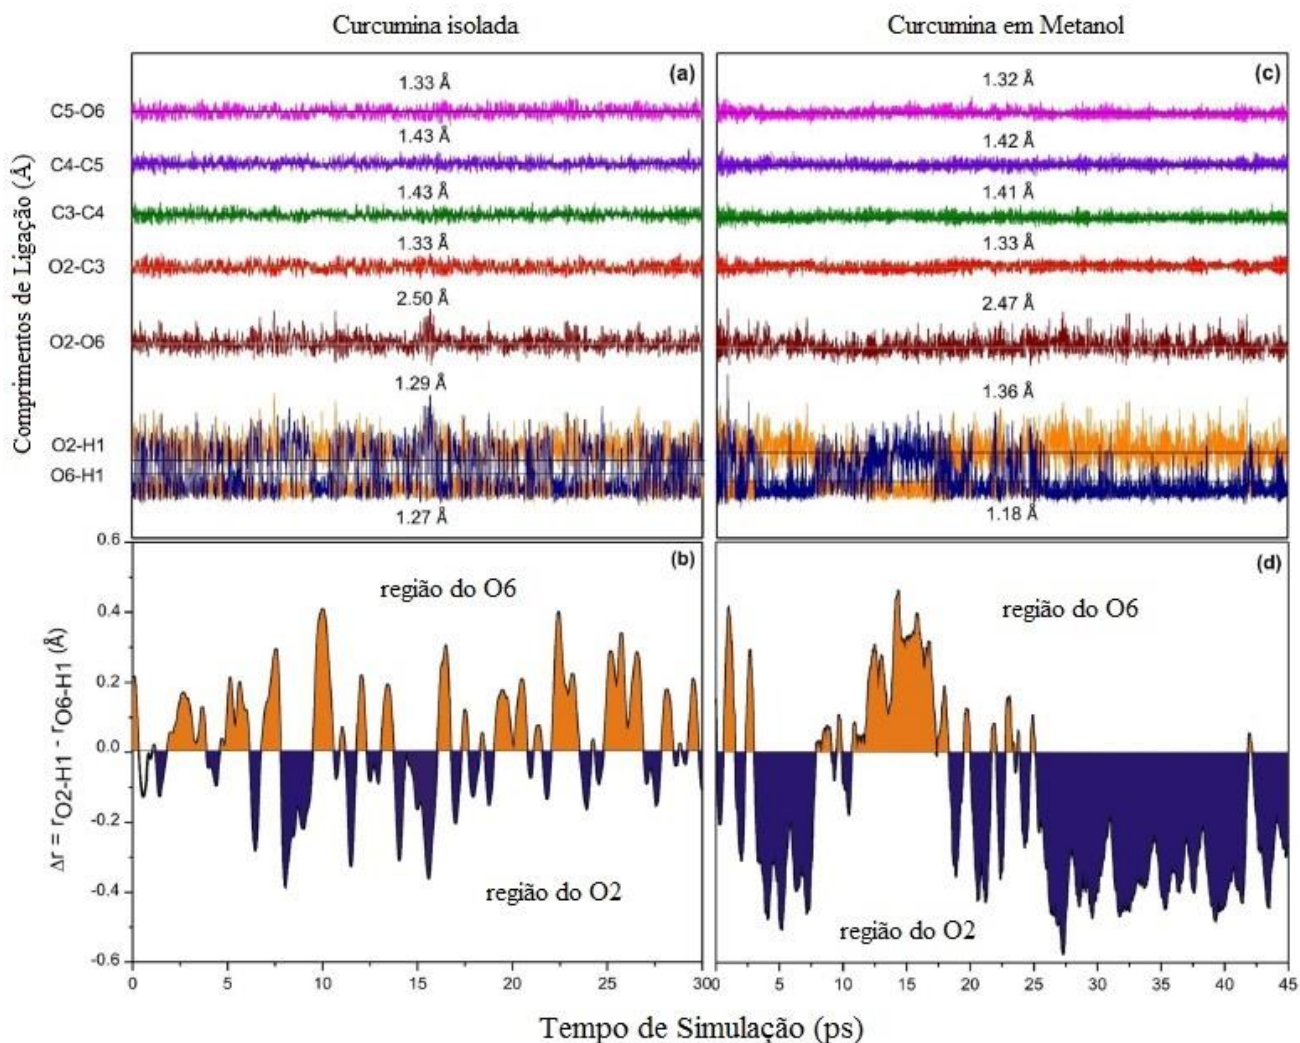 Curcumina isolada
Curcumina em Metanol
Comprimentos de Ligação (Å)
C5-O6
C4-C5
C3-C4
O2-C3
O2-O6
O2-H1
O6-H1
(a)
1.33 Å
1.43 Å
1.43 Å
1.33 Å
2.50 Å
1.29 Å
1.27 Å
(c)
1.32 Å
1.42 Å
1.41 Å
1.33 Å
2.47 Å
1.36 Å
1.18 Å
Δr = rO2-H1 - rO6-H1 (Å)
0.6
0.4
0.2
0.0
-0.2
-0.4
-0.6
(b)
região do O6
região do O2
(d)
região do O6
região do O2
0 5 10 15 20 25 30
0 5 10 15 20 25 30 35 40 45
Tempo de Simulação (ps)